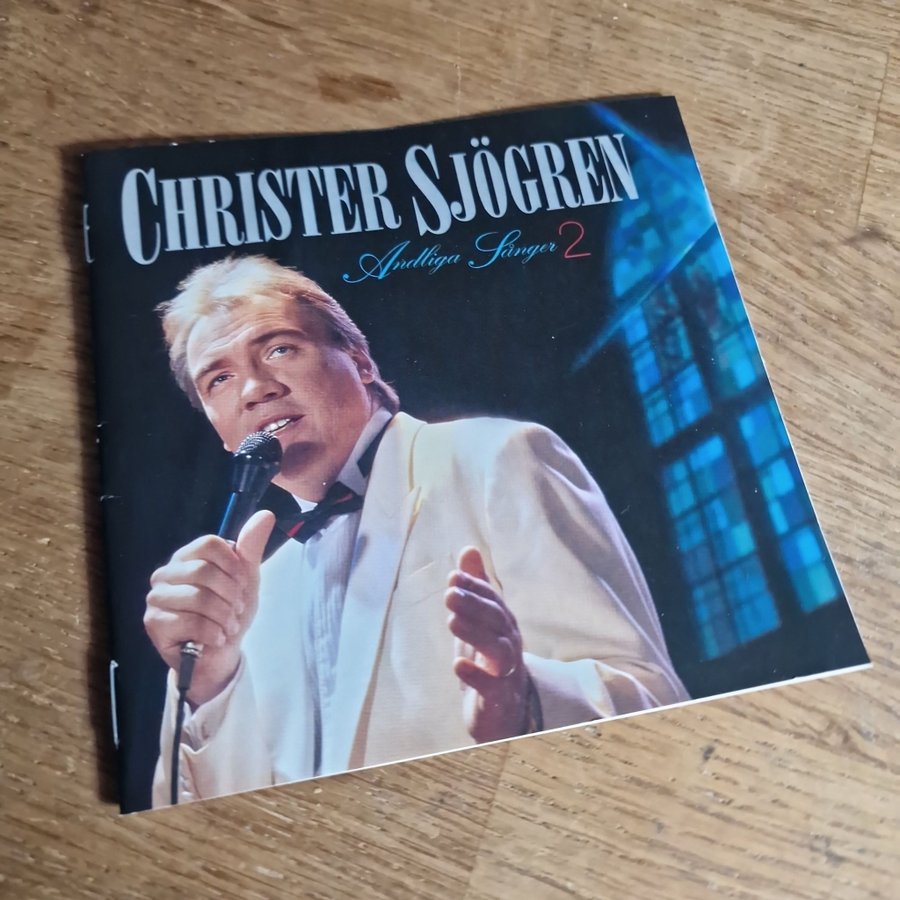 CHRISTER SJÖGREN
Andliga Sånger 2